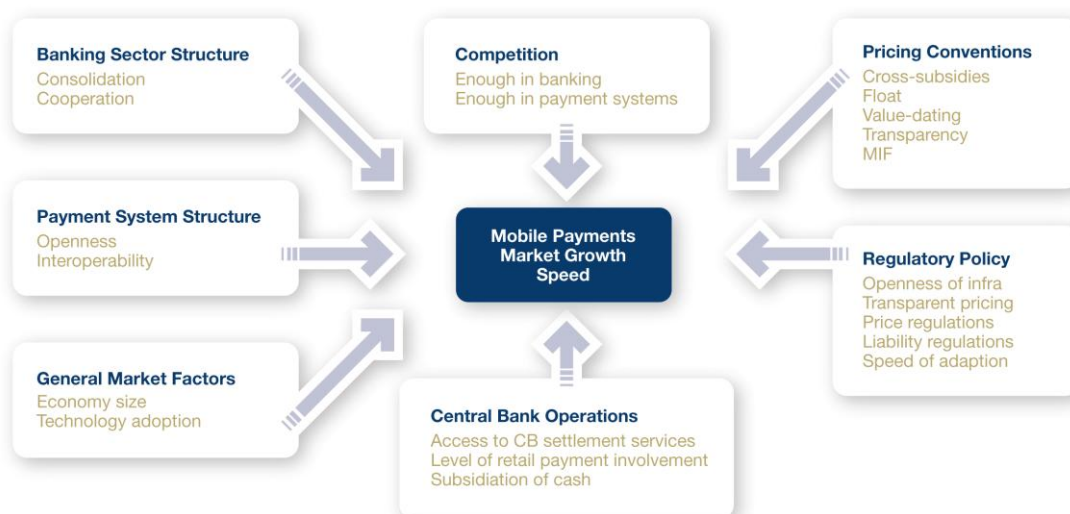 Banking Sector Structure
Consolidation
Cooperation
Competition
Enough in banking
Enough in payment systems
Pricing Conventions
Cross-subsidies
Float
Value-dating
Transparency
MIF
Payment System Structure
Openness
Interoperability
Mobile Payments
Market Growth
Speed
Regulatory Policy
Openness of infra
Transparent pricing
Price regulations
Liability regulations
Speed of adaption
General Market Factors
Economy size
Technology adoption
Central Bank Operations
Access to CB settlement services
Level of retail payment involvement
Subsidiation of cash